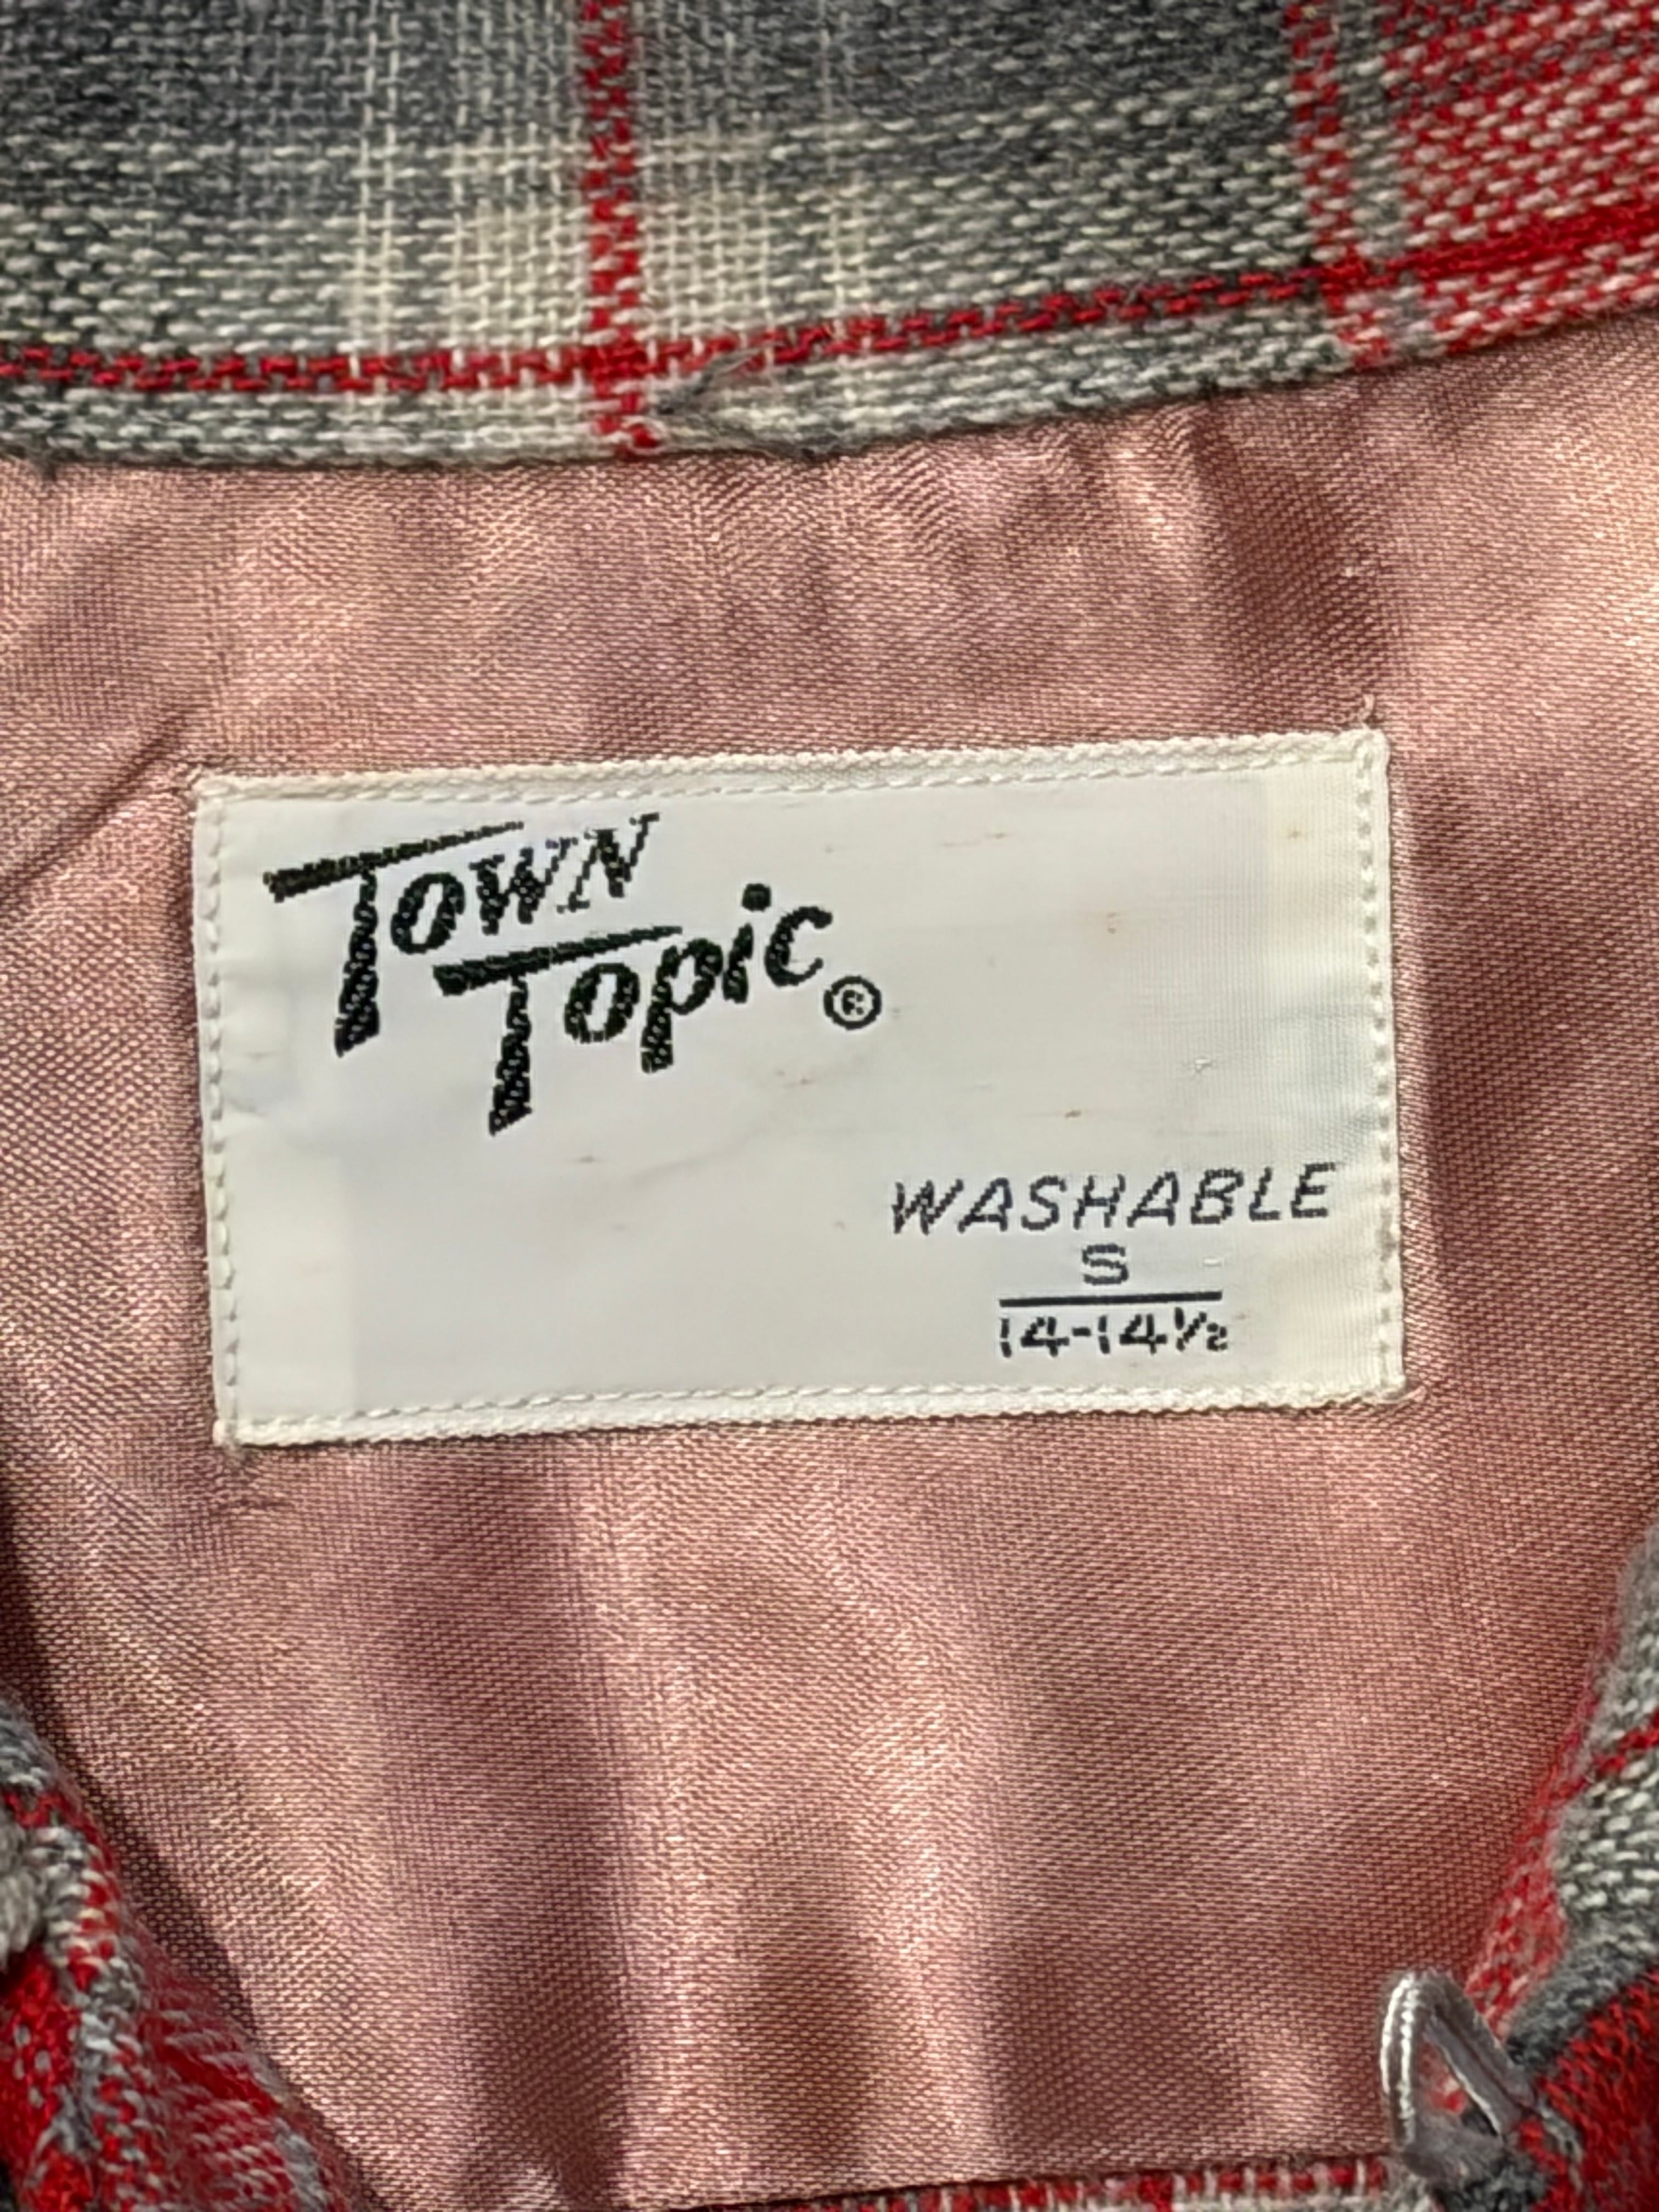 Town
Topic®
WASHABLE
S
14-14½